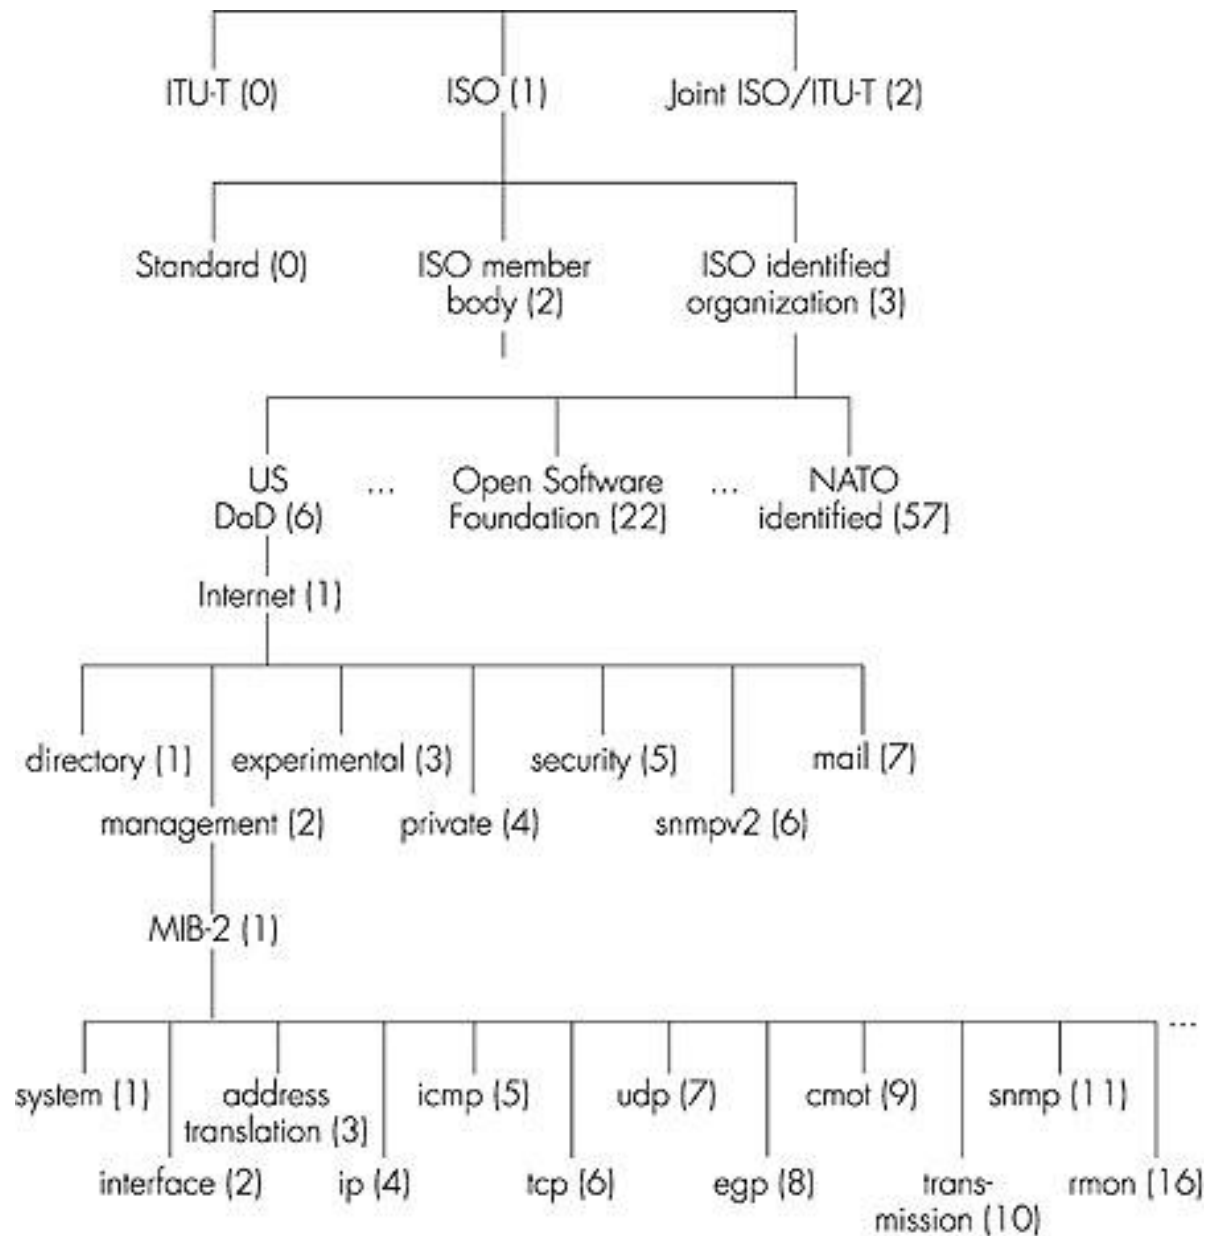 ITU-T (0) ISO (1) Joint ISO/ITU-T (2)
Standard (0) ISO member ISO identified
body (2) organization (3)
US ... Open Software ... NATO
DoD (6) Foundation (22) identified (57)
Internet (1)
directory (1) experimental (3) security (5) mail (7)
management (2) private (4) snmpv2 (6)
MIB-2 (1)
...
system (1) address icmp (5) udp (7) cmot (9) snmp (11)
translation (3)
interface (2) ip (4) tcp (6) egp (8) trans- rmon (16)
mission (10)